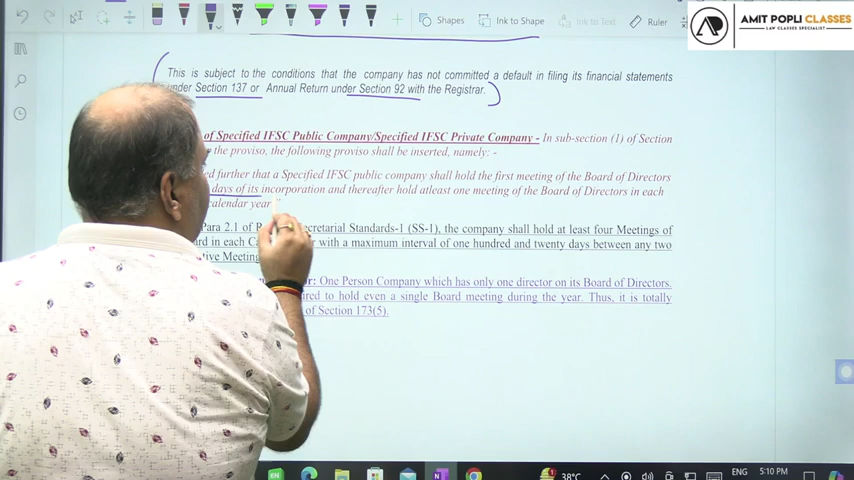 Shapes
Ink to Shape
Ink to Text
Ruler
AMIT POPLI CLASSES
LAW CLASSES SPECIALIST
This is subject to the conditions that the company has not committed a default in filing its financial statements
under Section 137 or Annual Return under Section 92 with the Registrar.
of Specified IFSC Public Company/Specified IFSC Private Company - In sub-section (1) of Section
the proviso, the following proviso shall be inserted, namely: -
further that a Specified IFSC public company shall hold the first meeting of the Board of Directors
days of its incorporation and thereafter hold atleast one meeting of the Board of Directors in each
calendar year
Para 2.1 of Secretarial Standards-1 (SS-1), the company shall hold at least four Meetings of
in each with a maximum interval of one hundred and twenty days between any two
Meeting
One Person Company which has only one director on its Board of Directors.
to hold even a single Board meeting during the year. Thus, it is totally
of Section 173(5).
38°C
ENG
5:10 PM